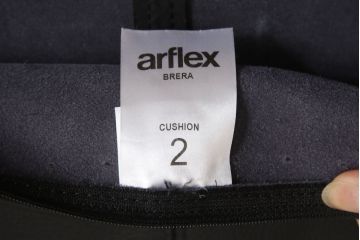 arflex
BRERA
CUSHION
2